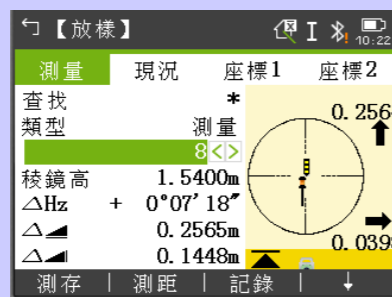 【放樣】 I 10:22
測量 現況 座標1 座標2
查找 *
類型 測量
8
稜鏡高 1.5400m
△Hz + 0°07'18"
△ 0.2565m
△ 0.1448m
0.256
0.039
測存 | 測距 | 記錄 | ↓